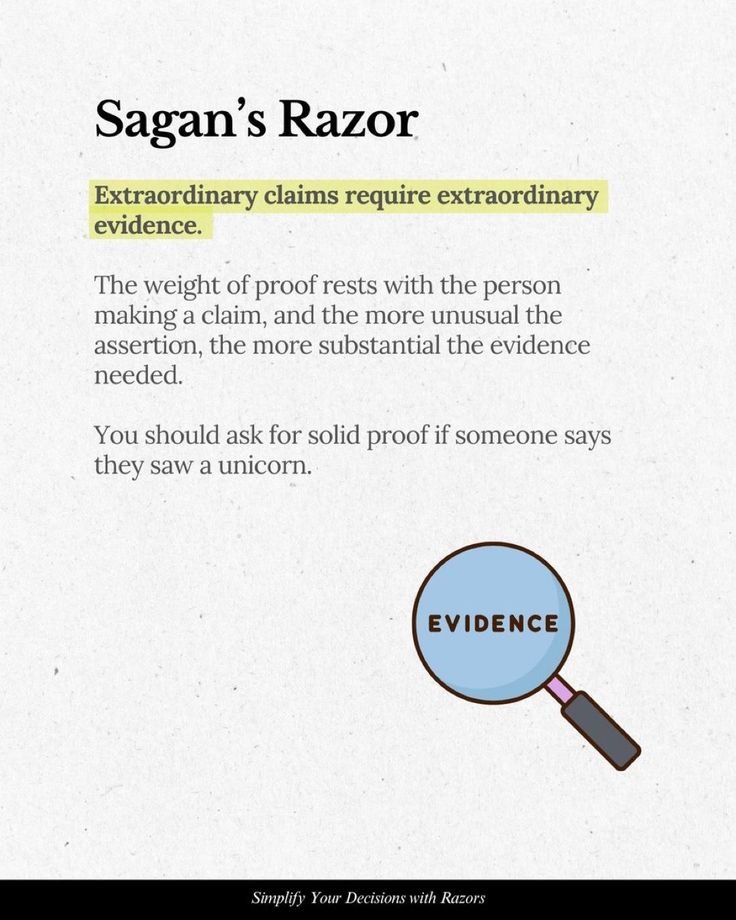 Sagan’s Razor
Extraordinary claims require extraordinary
evidence.
The weight of proof rests with the person
making a claim, and the more unusual the
assertion, the more substantial the evidence
needed.
You should ask for solid proof if someone says
they saw a unicorn.
EVIDENCE
Simplify Your Decisions with Razors